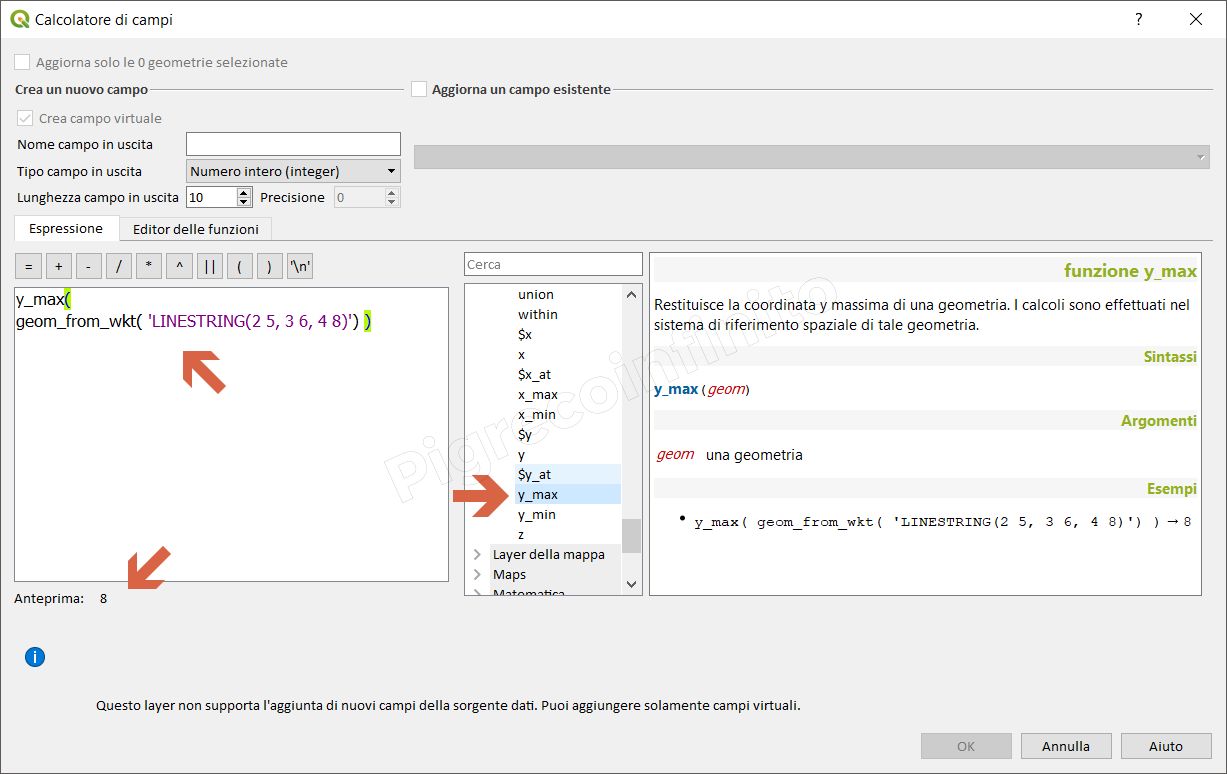 Calcolatore di campi
?
Aggiorna solo le 0 geometrie selezionate
Crea un nuovo campo
Aggiorna un campo esistente
Crea campo virtuale
Nome campo in uscita
Tipo campo in uscita
Numero intero (integer)
Lunghezza campo in uscita 10 Precisione 0
Espressione Editor delle funzioni
= + - / * ^ || ( ) '\n'
y_max(
geom_from_wkt( 'LINESTRING(2 5, 3 6, 4 8)') )
Anteprima: 8
Cerca
union
within
$x
x
$x_at
x_max
x_min
$y
y
$y_at
y_max
y_min
z
Layer della mappa
Maps
Matematica
funzione y_max
Restituisce la coordinata y massima di una geometria. I calcoli sono effettuati nel
sistema di riferimento spaziale di tale geometria.
Sintassi
y_max (geom)
Argomenti
geom una geometria
Esempi
• y_max( geom_from_wkt( 'LINESTRING(2 5, 3 6, 4 8)') ) → 8
Pigrecoinfinito
Questo layer non supporta l'aggiunta di nuovi campi della sorgente dati. Puoi aggiungere solamente campi virtuali.
OK Annulla Aiuto